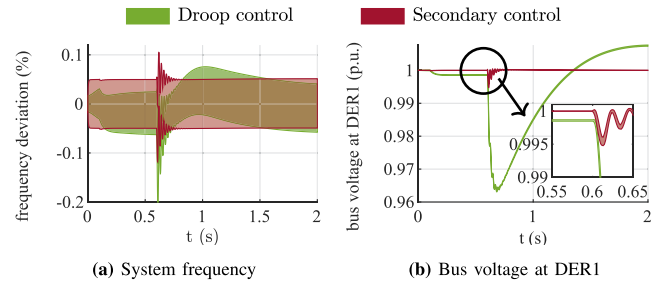 Droop control Secondary control
frequency deviation (%)
0.1
0
-0.1
-0.2
0 0.5 1 1.5 2
t (s)
(a) System frequency
bus voltage at DER1 (p.u.)
1
0.99
0.98
0.97
0.96
0 1 2
t (s)
1
0.995
0.99
0.55 0.6 0.65
(b) Bus voltage at DER1